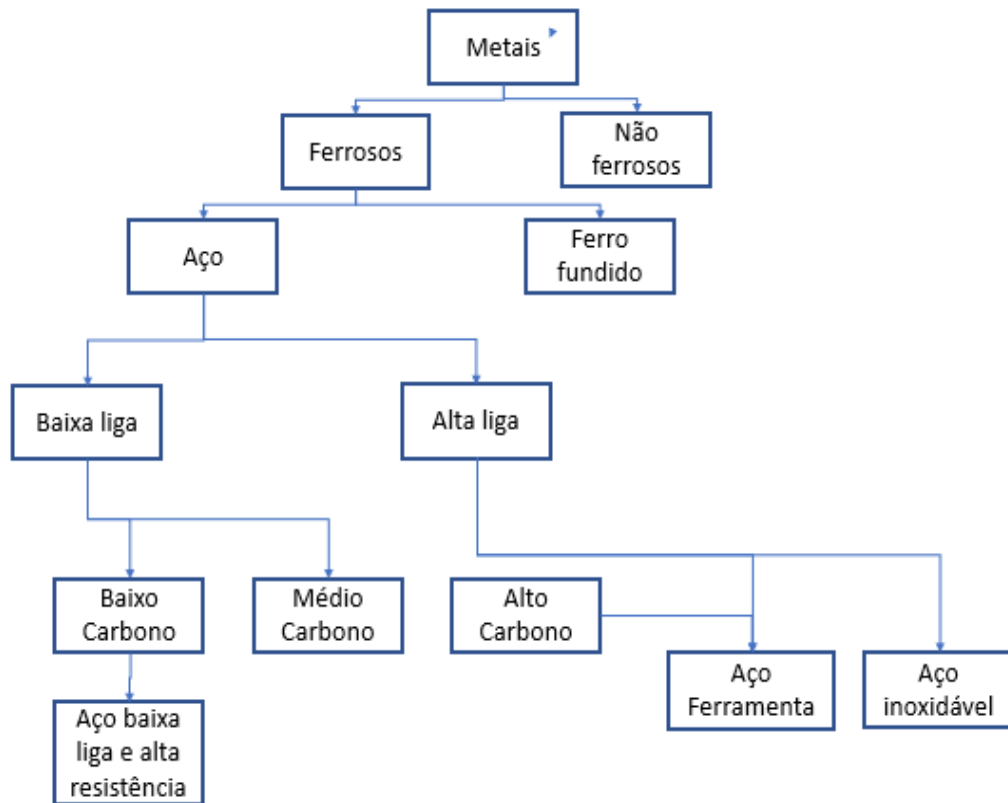 Metais
Ferrosos
Não
ferrosos
Aço
Ferro
fundido
Baixa liga
Alta liga
Baixo
Carbono
Médio
Carbono
Alto
Carbono
Aço
Ferramenta
Aço
inoxidável
Aço baixa
liga e alta
resistência